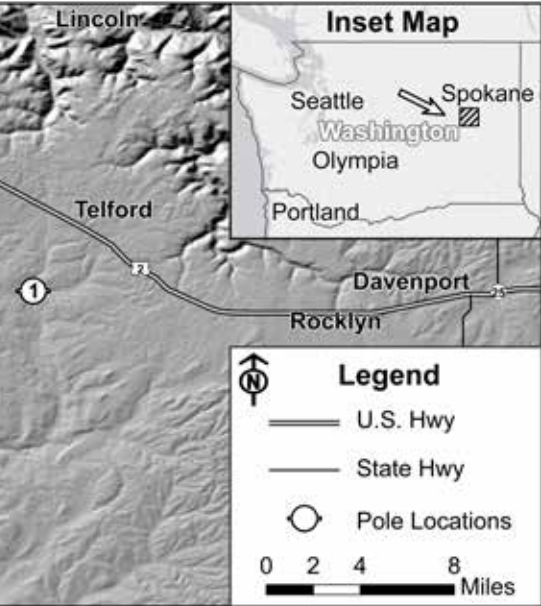 Lincoln
Inset Map
Seattle
Spokane
Washington
Olympia
Portland
Telford
2
1
Davenport
25
Rocklyn
N
Legend
U.S. Hwy
State Hwy
Pole Locations
0 2 4 8
Miles